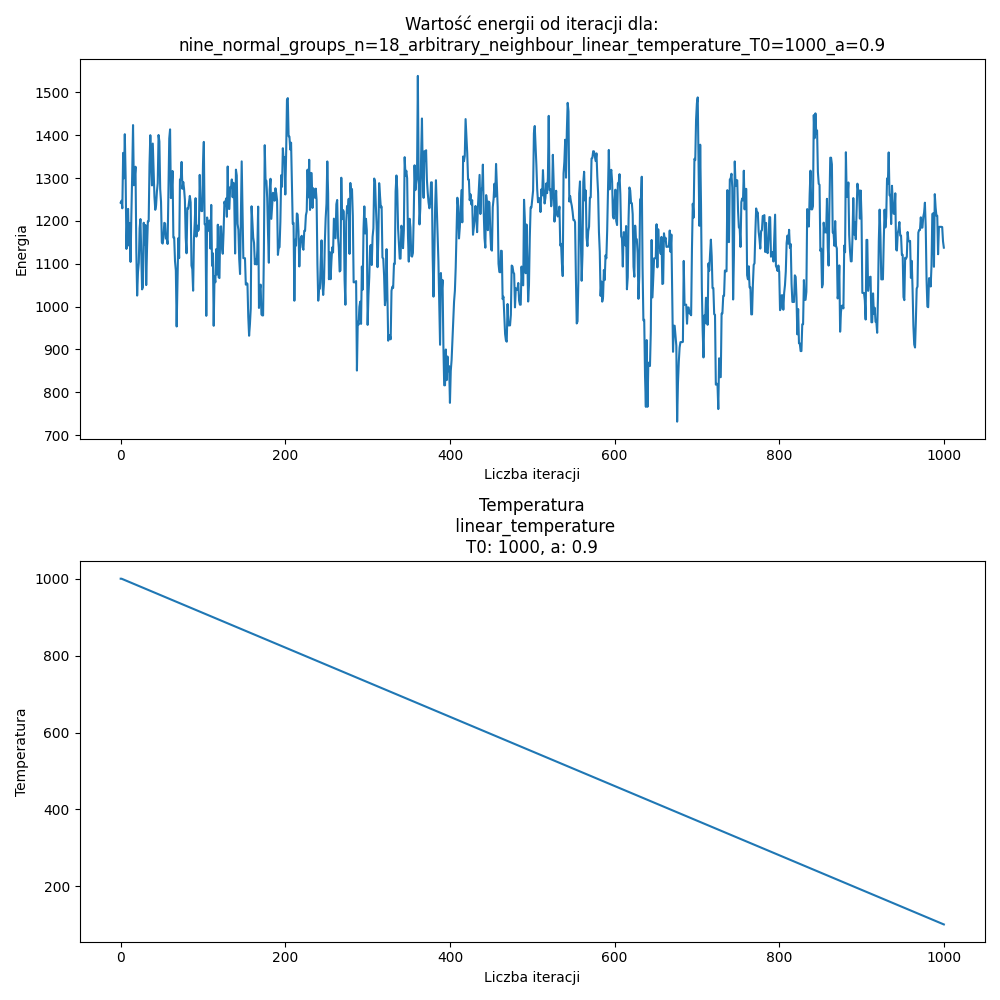 Wartość energii od iteracji dla:
nine_normal_groups_n=18_arbitrary_neighbour_linear_temperature_T0=1000_a=0.9
1500
1400
1300
1200
1100
1000
900
800
700
Energia
0 200 400 600 800 1000
Liczba iteracji
Temperatura
linear_temperature
T0: 1000, a: 0.9
1000
800
600
400
200
Temperatura
0 200 400 600 800 1000
Liczba iteracji